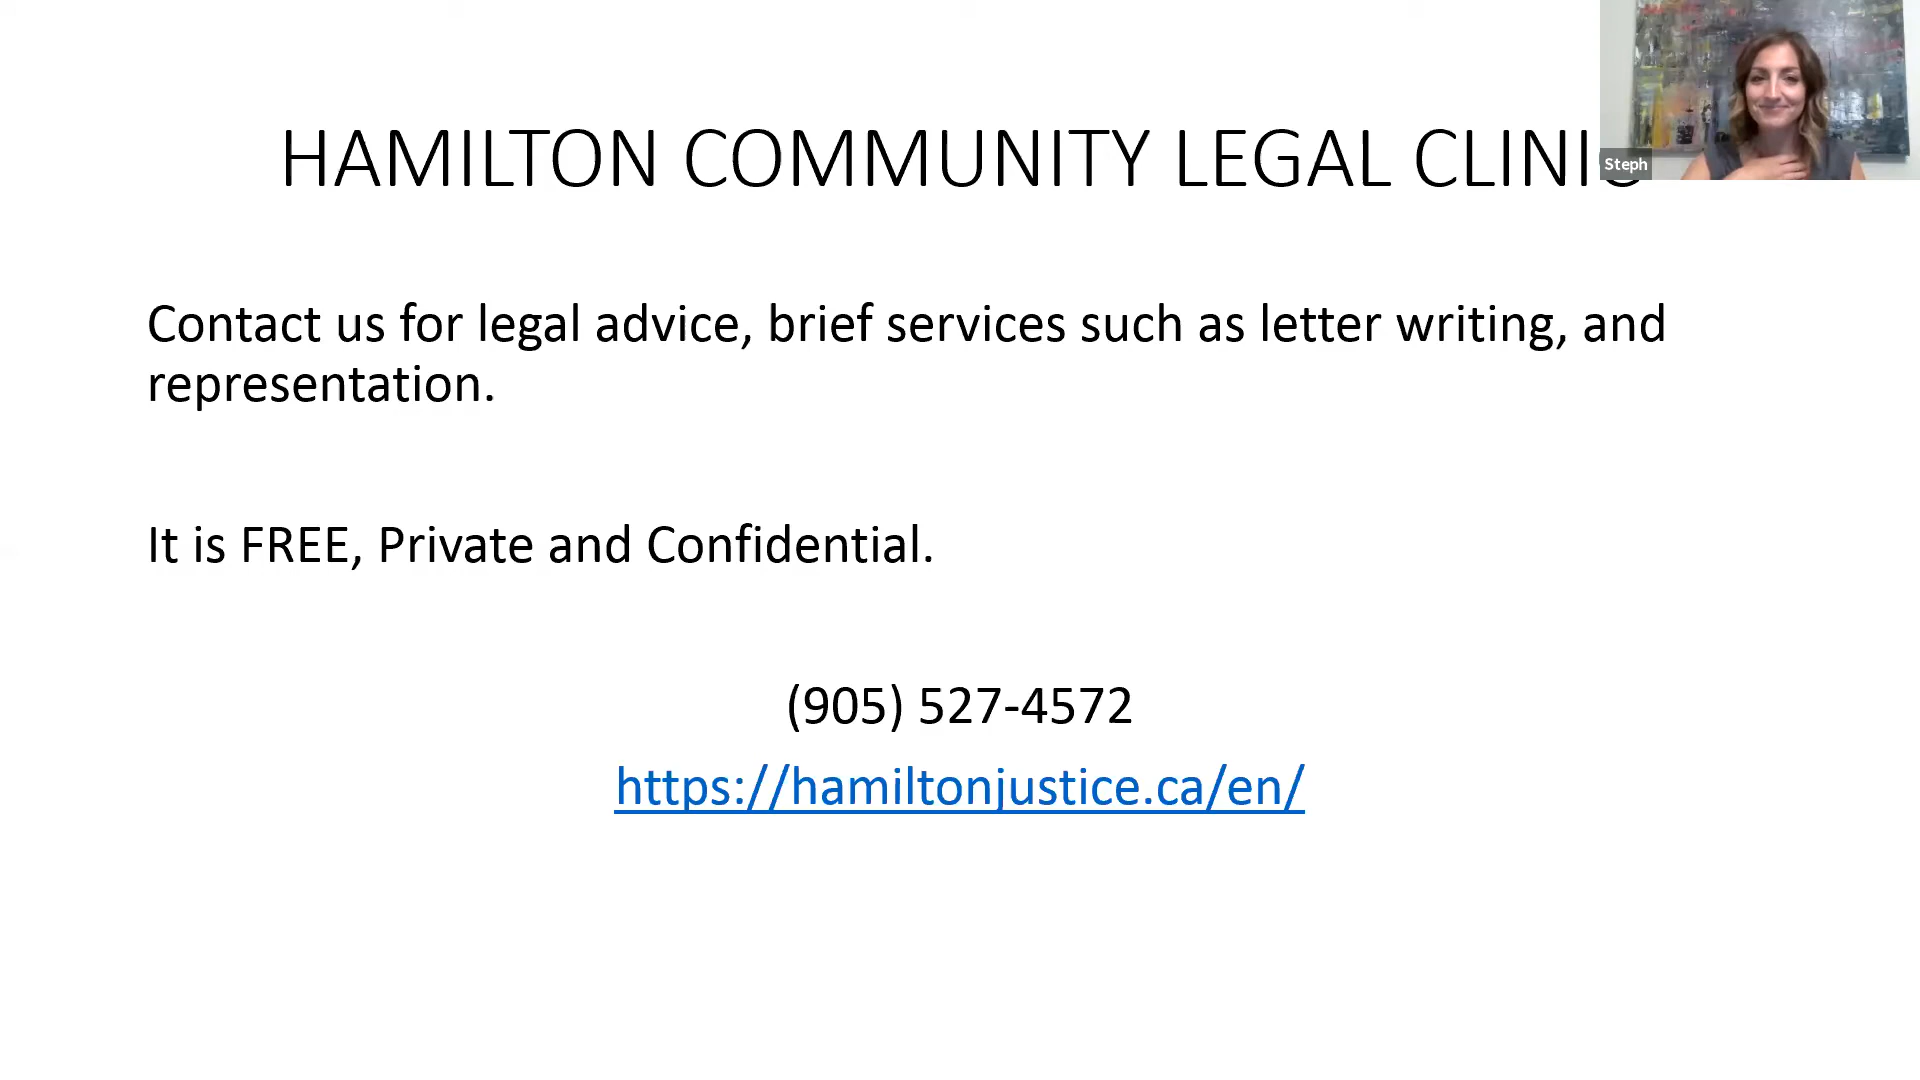 HAMILTON COMMUNITY LEGAL CLINIC
Steph
Contact us for legal advice, brief services such as letter writing, and
representation.
It is FREE, Private and Confidential.
(905) 527-4572
https://hamiltonjustice.ca/en/